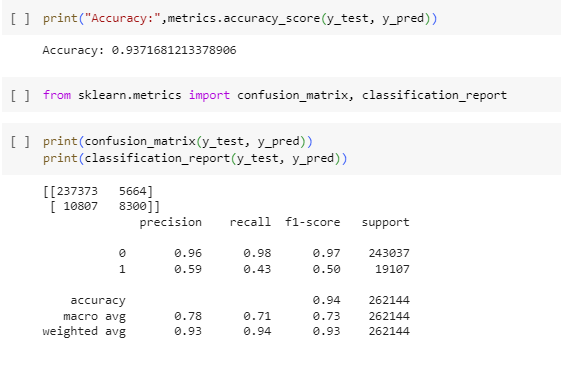 [ ] print("Accuracy:",metrics.accuracy_score(y_test, y_pred))
Accuracy: 0.9371681213378906
[ ] from sklearn.metrics import confusion_matrix, classification_report
[ ] print(confusion_matrix(y_test, y_pred))
print(classification_report(y_test, y_pred))
[[237373   5664]
 [ 10807   8300]]
              precision    recall  f1-score   support
           0       0.96      0.98      0.97    243037
           1       0.59      0.43      0.50     19107
    accuracy                           0.94    262144
   macro avg       0.78      0.71      0.73    262144
weighted avg       0.93      0.94      0.93    262144